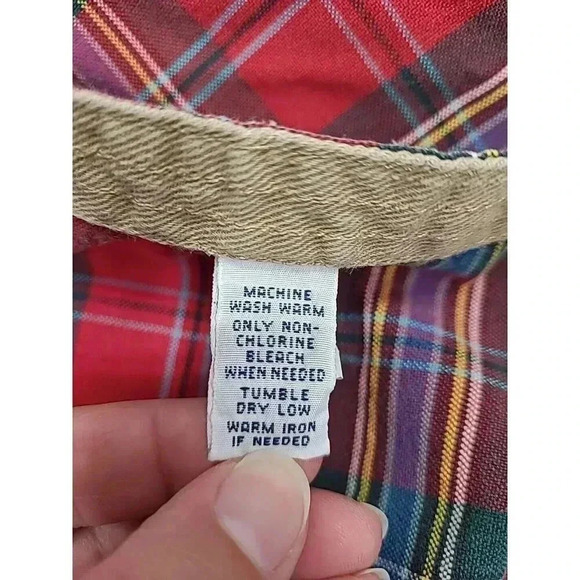 MACHINE
WASH WARM
ONLY NON-
CHLORINE
BLEACH
WHEN NEEDED
TUMBLE
DRY LOW
WARM IRON
IF NEEDED